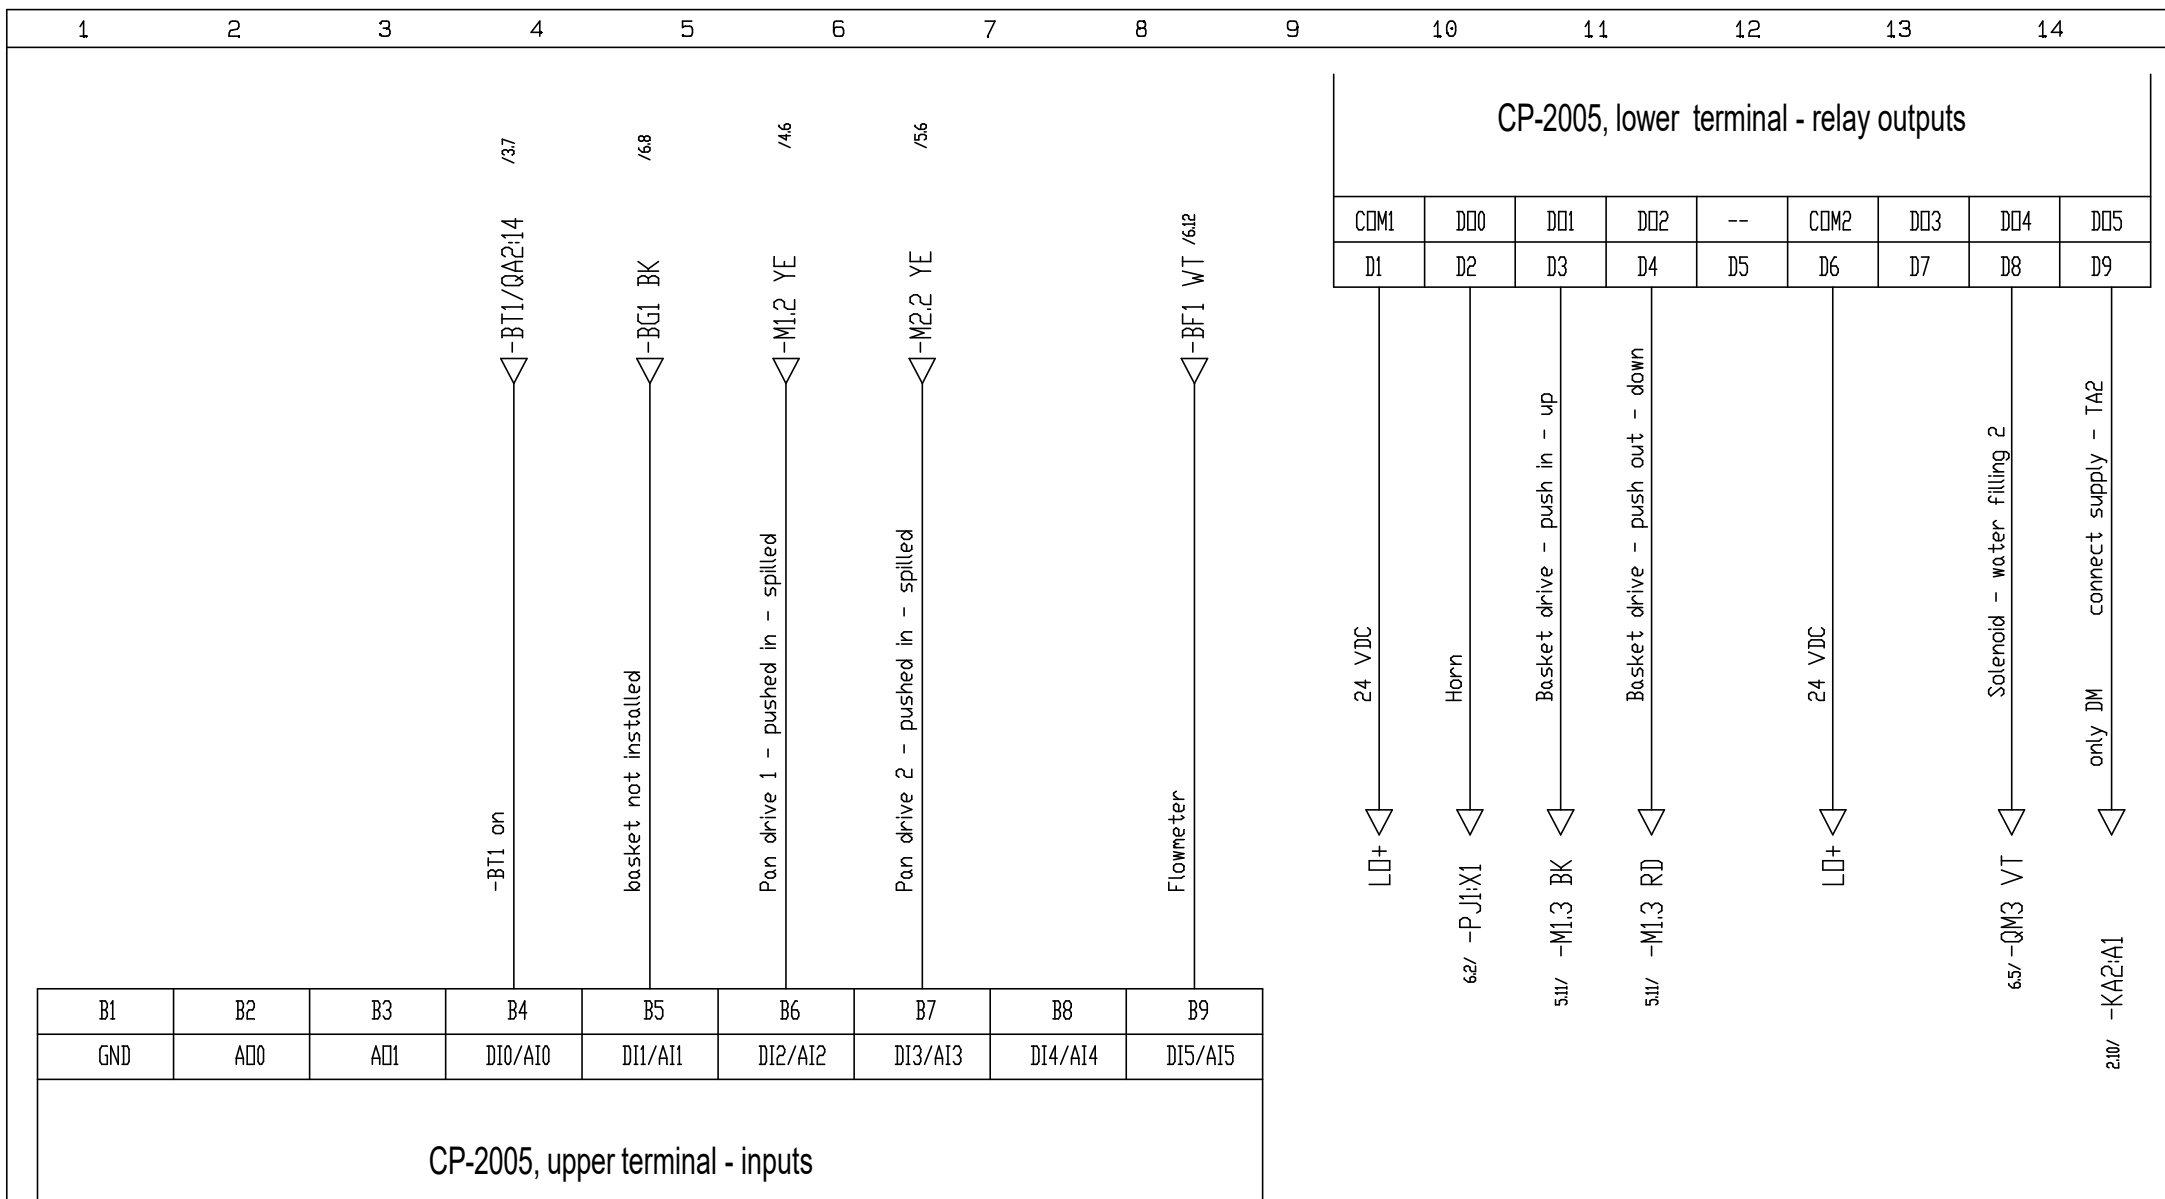 1 2 3 4 5 6 7 8 9 10 11 12 13 14
CP-2005, lower terminal - relay outputs
COM1 DO0 DO1 DO2 -- COM2 DO3 DO4 DO5
D1 D2 D3 D4 D5 D6 D7 D8 D9
/3.7
-BT1/QA2:14
-BT1 on
/6.8
-BG1 BK
basket not installed
/4.6
-M1.2 YE
Pan drive 1 - pushed in - spilled
/5.6
-M2.2 YE
Pan drive 2 - pushed in - spilled
-BF1 WT /6.12
Flowmeter
24 VDC
LO+
Horn
6.2/ -PJ1:X1
Basket drive - push in - up
5.11/ -M1.3 BK
Basket drive - push out - down
5.11/ -M1.3 RD
24 VDC
LO+
Solenoid - water filling 2
6.5/ -QM3 VT
only DM connect supply - TA2
2.10/ -KA2:A1
B1 B2 B3 B4 B5 B6 B7 B8 B9
GND AO0 AO1 DI0/AI0 DI1/AI1 DI2/AI2 DI3/AI3 DI4/AI4 DI5/AI5
CP-2005, upper terminal - inputs